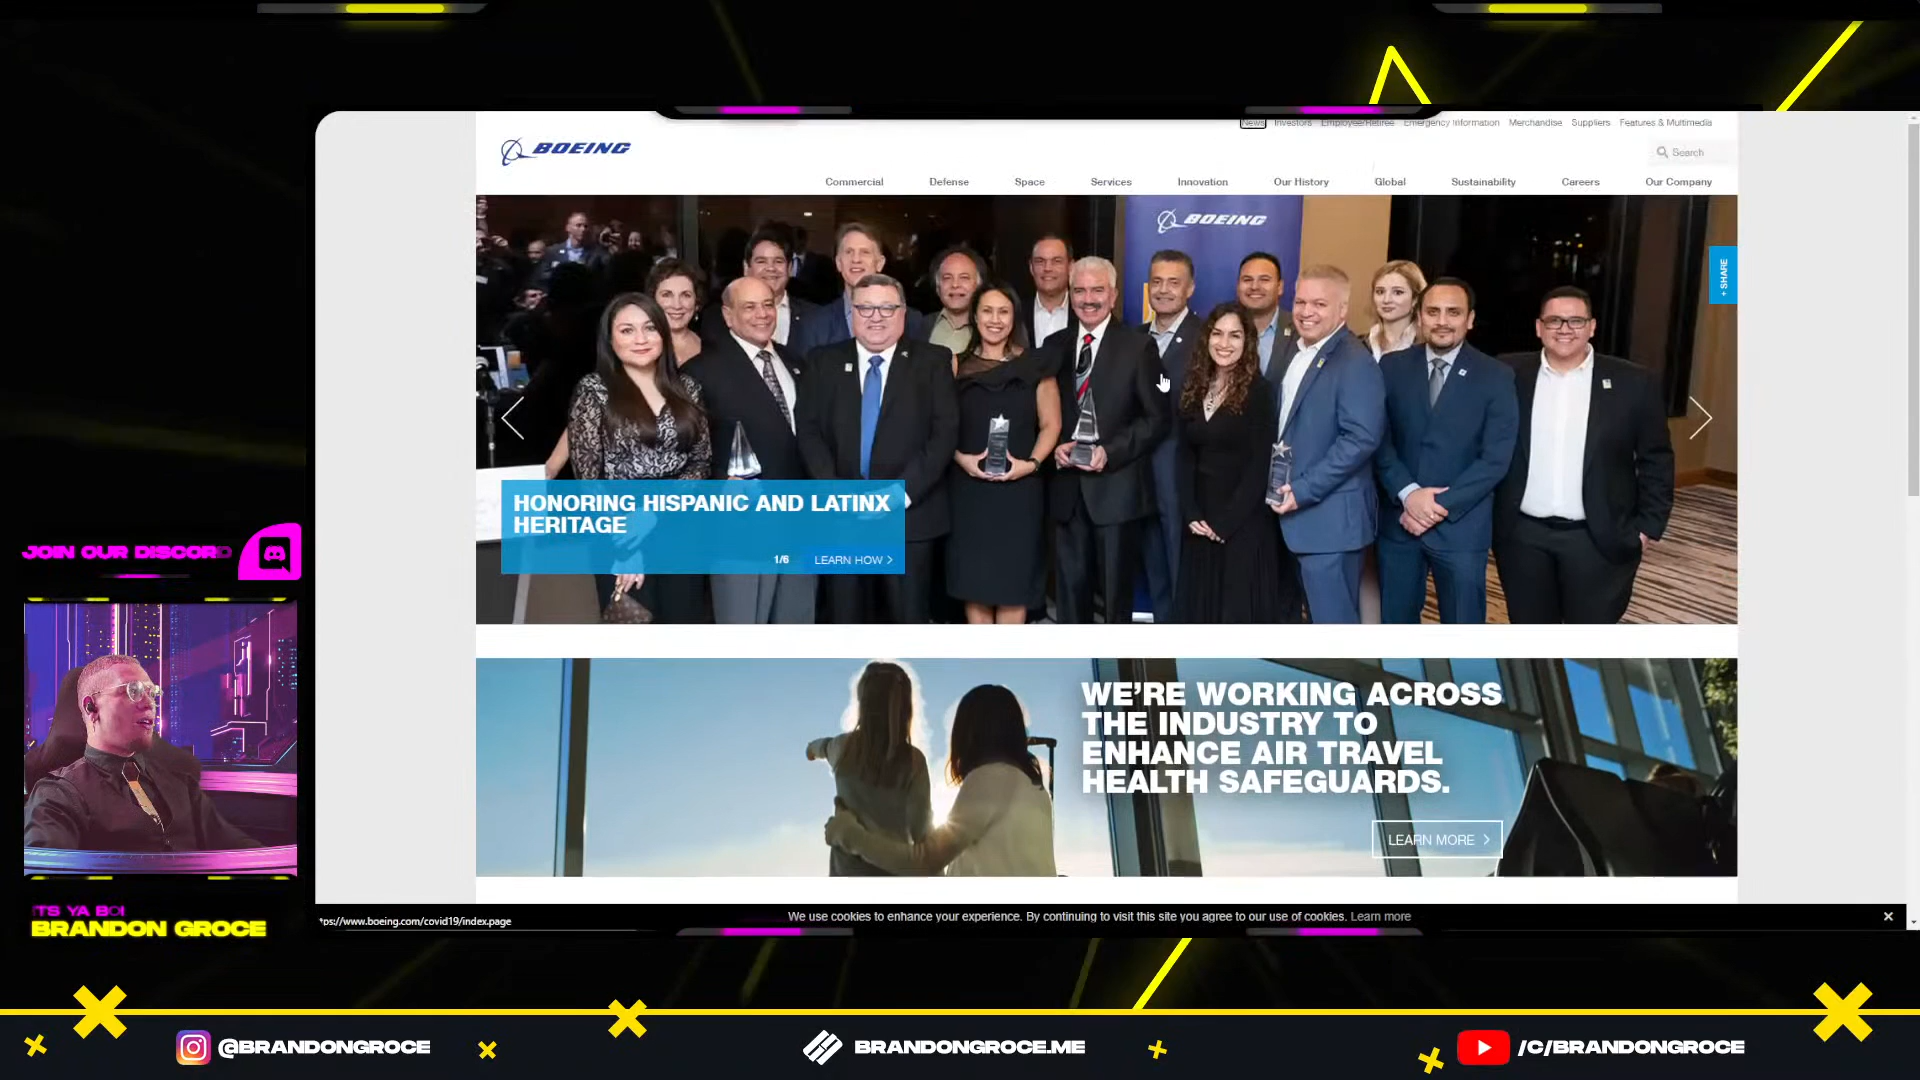 News Investors Employee/Retiree Emergency Information Merchandise Suppliers Features & Multimedia
BOEING
Search
Commercial Defense Space Services Innovation Our History Global Sustainability Careers Our Company
BOEING
+ SHARE
HONORING HISPANIC AND LATINX
HERITAGE
1/6 LEARN HOW >
JOIN OUR DISCORD
WE'RE WORKING ACROSS
THE INDUSTRY TO
ENHANCE AIR TRAVEL
HEALTH SAFEGUARDS.
LEARN MORE >
ITS YA BOI
BRANDON GROCE
tps://www.boeing.com/covid19/index.page
We use cookies to enhance your experience. By continuing to visit this site you agree to our use of cookies. Learn more
@BRANDONGROCE
BRANDONGROCE.ME
/C/BRANDONGROCE